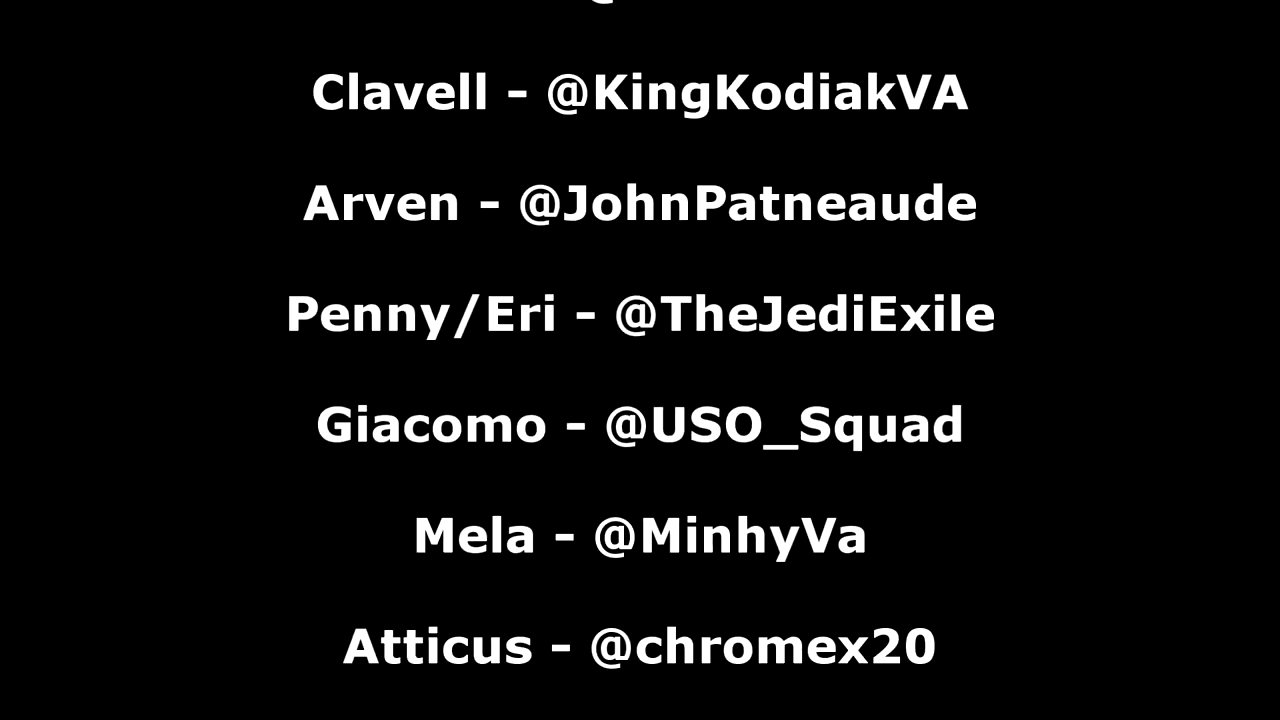 Clavell - @KingKodiakVA
Arven - @JohnPatneaude
Penny/Eri - @TheJediExile
Giacomo - @USO_Squad
Mela - @MinhyVa
Atticus - @chromex20